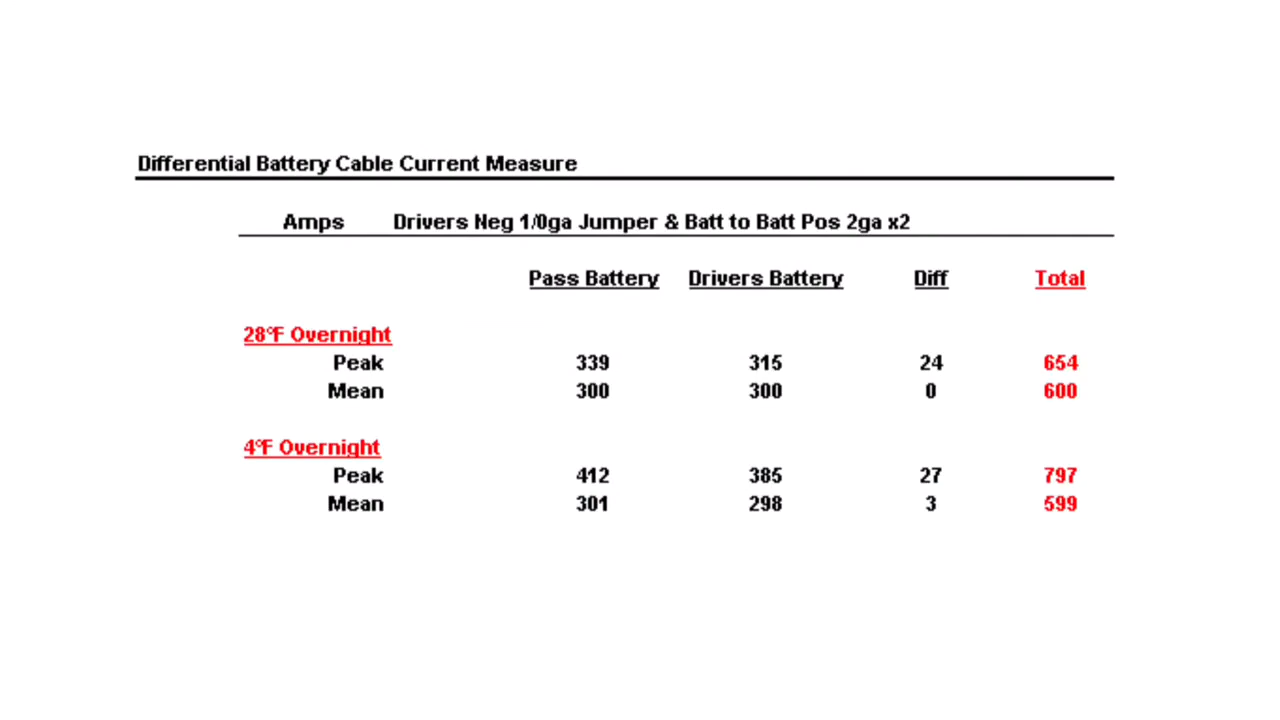 Differential Battery Cable Current Measure
Amps Drivers Neg 1/0ga Jumper & Batt to Batt Pos 2ga x2
Pass Battery Drivers Battery Diff Total
28°F Overnight
Peak 339 315 24 654
Mean 300 300 0 600
4°F Overnight
Peak 412 385 27 797
Mean 301 298 3 599